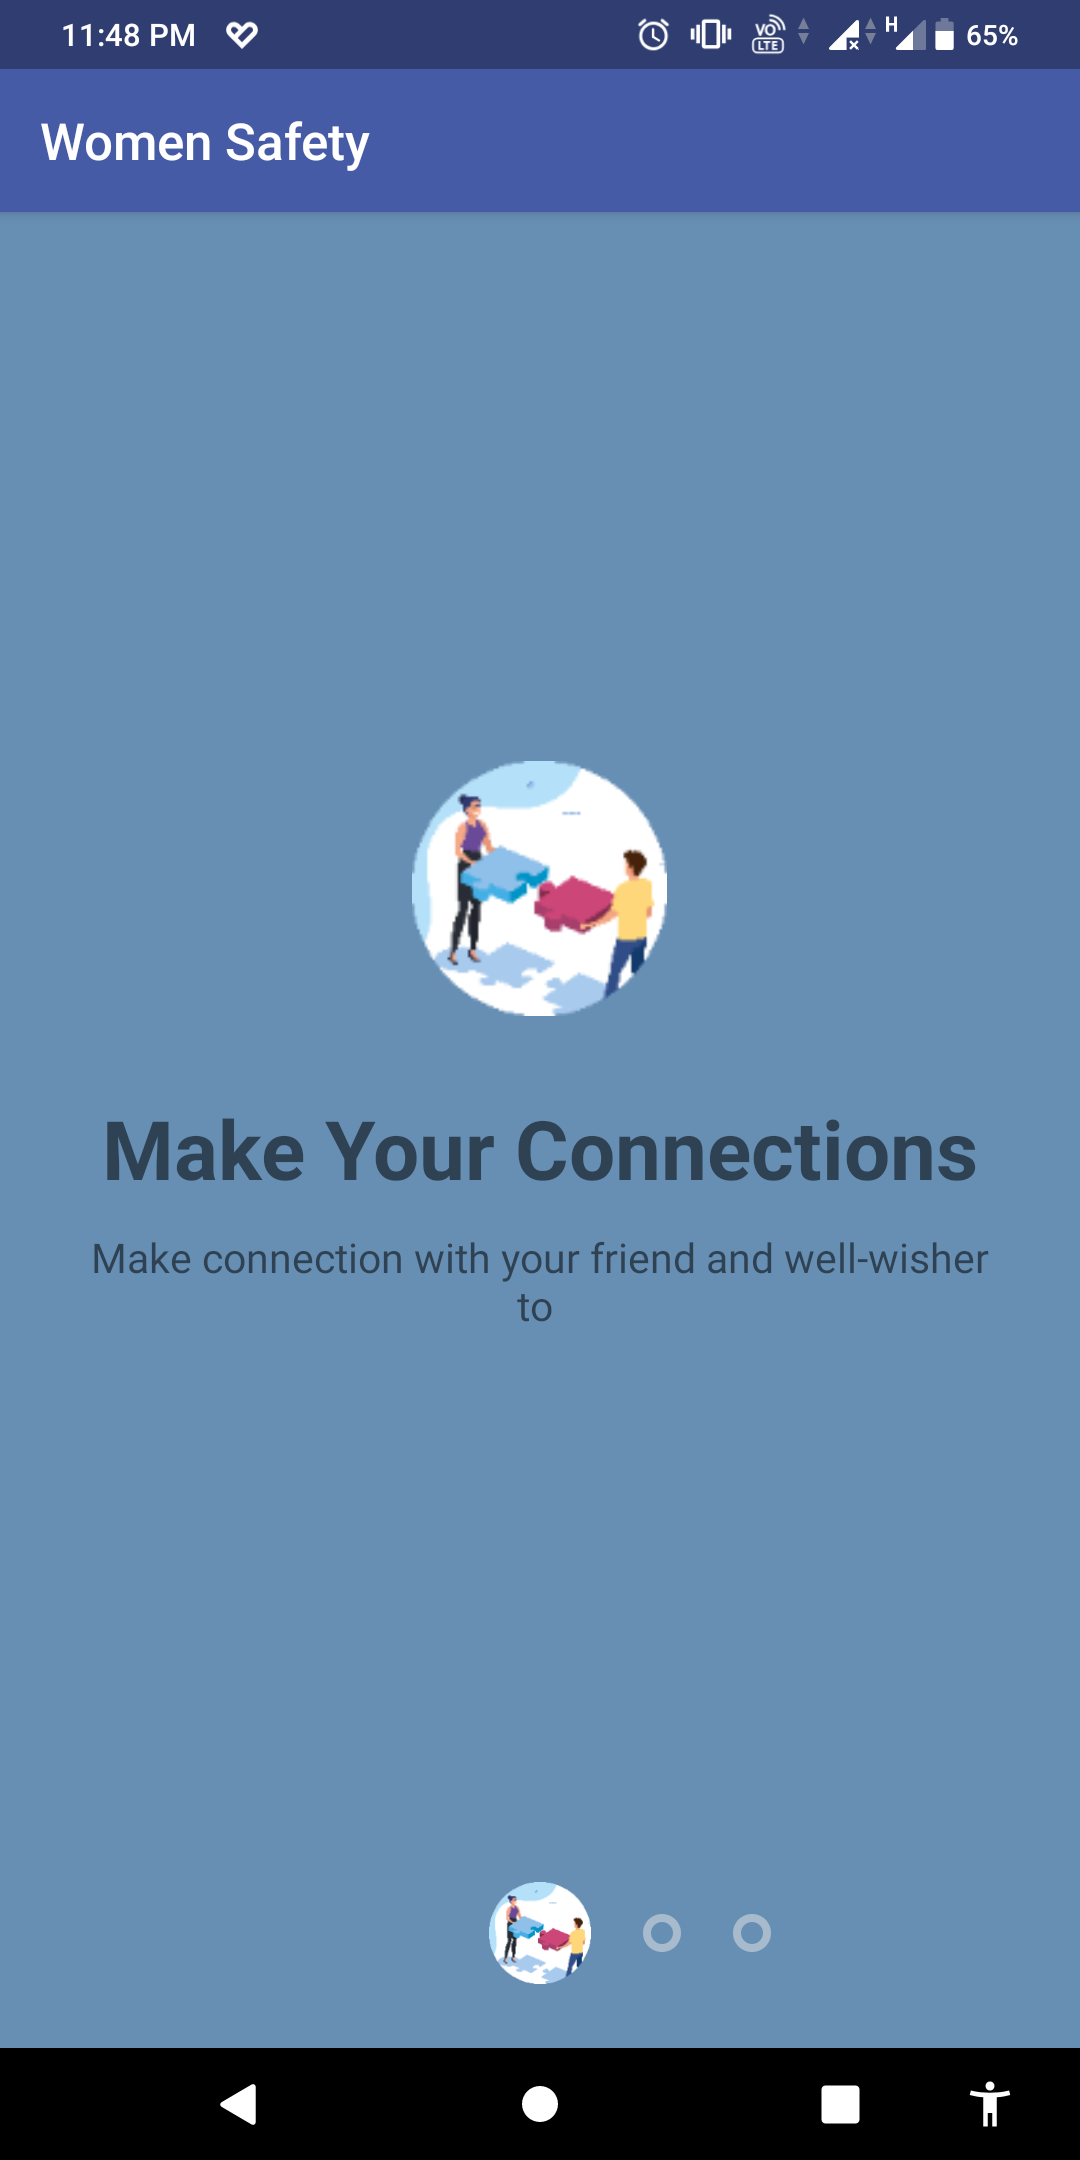 11:48 PM
VO LTE
H
65%
Women Safety
Make Your Connections
Make connection with your friend and well-wisher
to